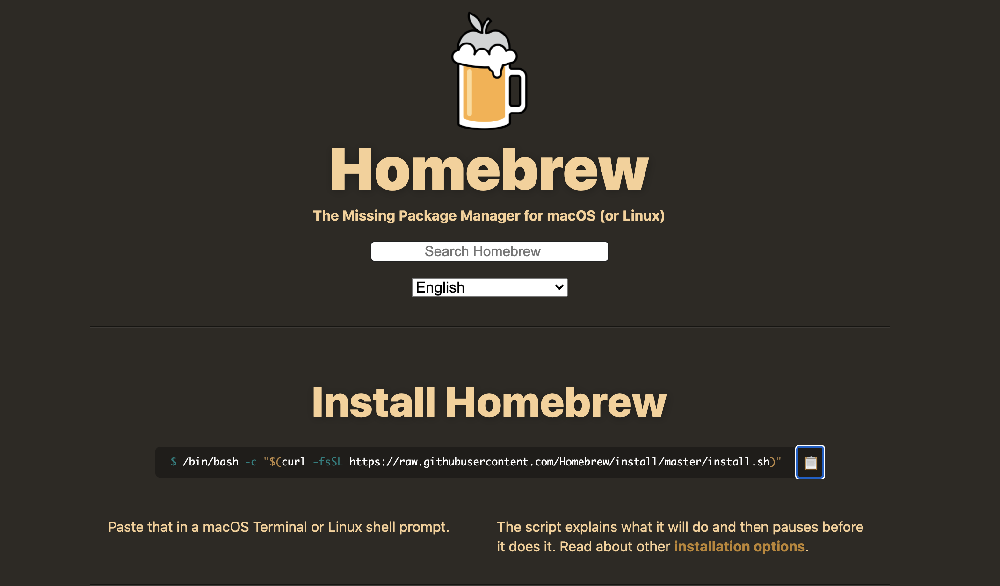 Homebrew
The Missing Package Manager for macOS (or Linux)
Search Homebrew
English
Install Homebrew
$ /bin/bash -c "$(curl -fsSL https://raw.githubusercontent.com/Homebrew/install/master/install.sh)"
Paste that in a macOS Terminal or Linux shell prompt.
The script explains what it will do and then pauses before
it does it. Read about other installation options.